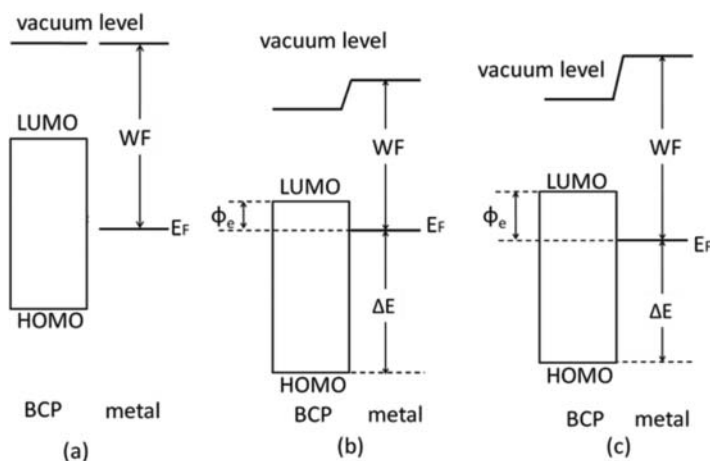 vacuum level
LUMO
WF
EF
HOMO
BCP metal
(a)
vacuum level
WF
LUMO
ϕe
EF
ΔE
HOMO
BCP metal
(b)
vacuum level
WF
LUMO
ϕe
EF
ΔE
HOMO
BCP metal
(c)